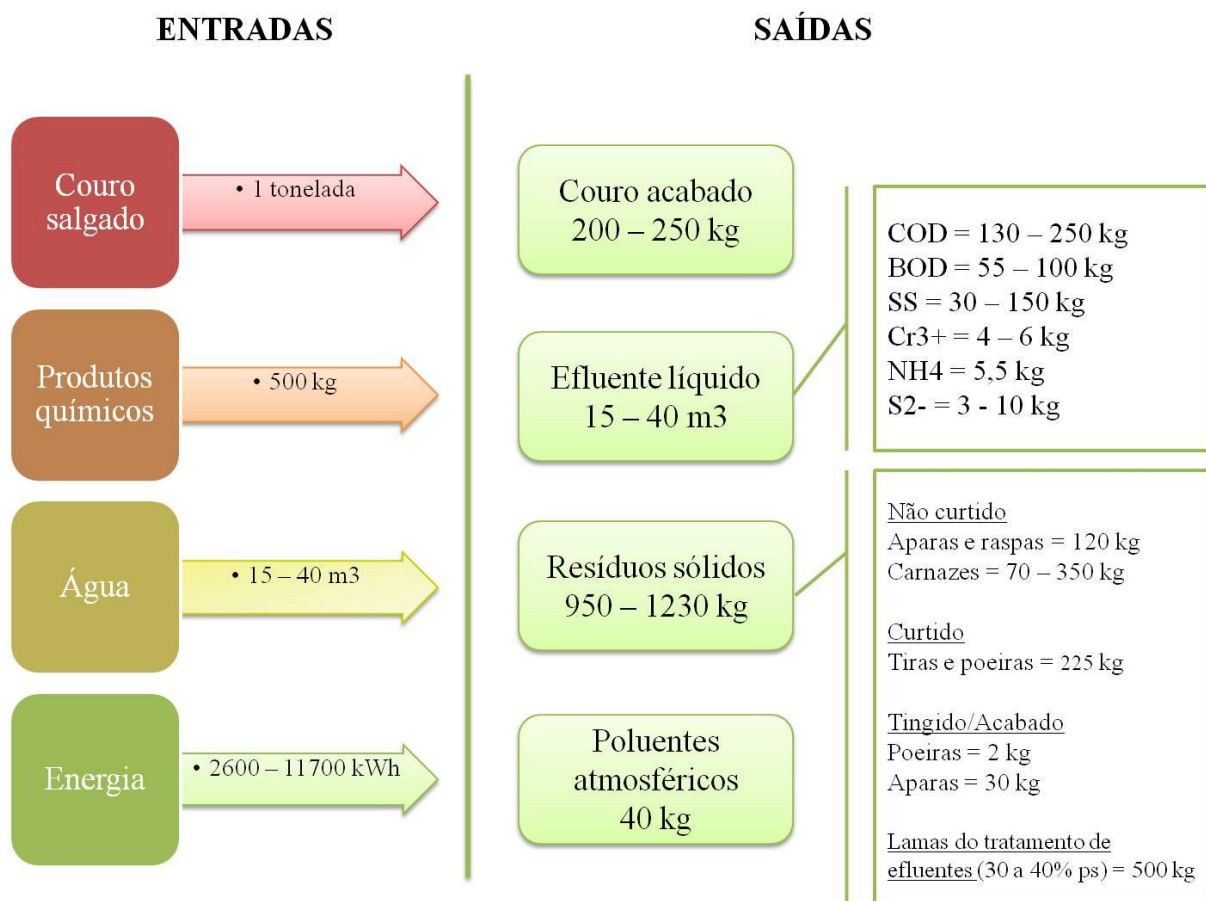 ENTRADAS
SAÍDAS
Couro
salgado
• 1 tonelada
Produtos
químicos
• 500 kg
Água
• 15 – 40 m3
Energia
• 2600 – 11700 kWh
Couro acabado
200 – 250 kg
Efluente líquido
15 – 40 m3
Resíduos sólidos
950 – 1230 kg
Poluentes
atmosféricos
40 kg
COD = 130 – 250 kg
BOD = 55 – 100 kg
SS = 30 – 150 kg
Cr3+ = 4 – 6 kg
NH4 = 5,5 kg
S2- = 3 - 10 kg
Não curtido
Aparas e raspas = 120 kg
Carnazes = 70 – 350 kg
Curtido
Tiras e poeiras = 225 kg
Tingido/Acabado
Poeiras = 2 kg
Aparas = 30 kg
Lamas do tratamento de
efluentes (30 a 40% ps) = 500 kg